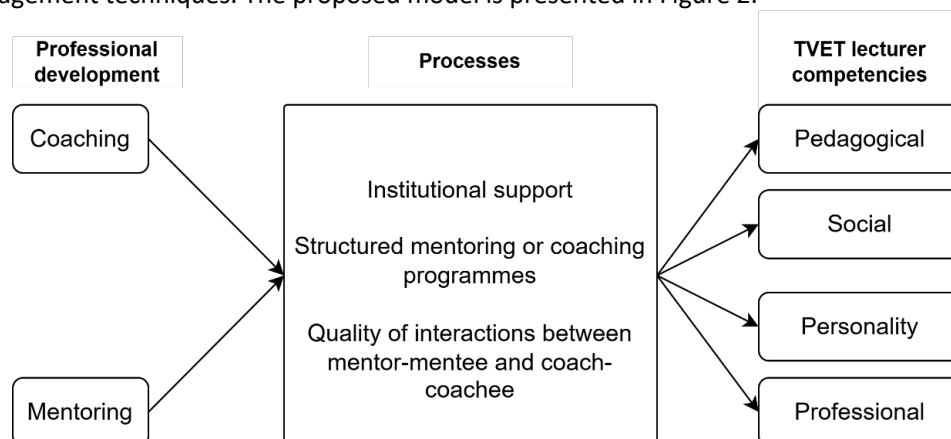 agement techniques. The proposed model is presented in Figure 2.
Professional
development
Processes
TVET lecturer
competencies
Coaching
Mentoring
Institutional support
Structured mentoring or coaching
programmes
Quality of interactions between
mentor-mentee and coach-
coachee
Pedagogical
Social
Personality
Professional